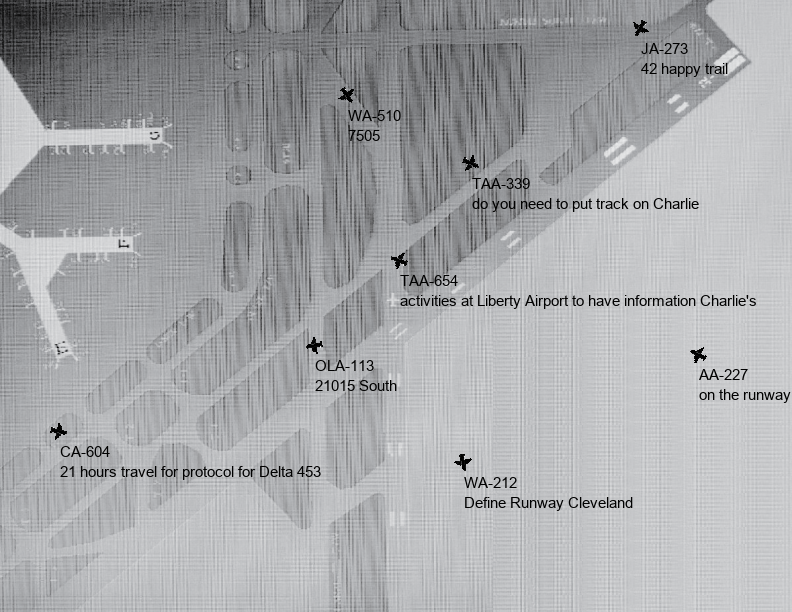 JA-273
42 happy trail
WA-510
7505
TAA-339
do you need to put track on Charlie
TAA-654
activities at Liberty Airport to have information Charlie's
OLA-113
21015 South
AA-227
on the runway
CA-604
21 hours travel for protocol for Delta 453
WA-212
Define Runway Cleveland